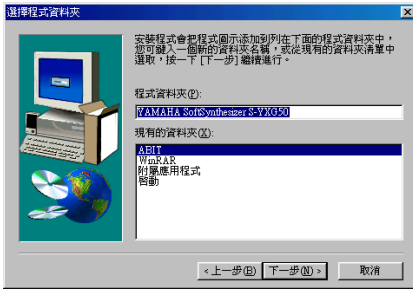 選擇程式資料夾
安裝程式會把程式圖示添加到列在下面的程式資料夾中，
您可鍵入一個新的資料夾名稱，或從現有的資料夾清單中
選取，按一下 [下一步] 繼續進行。
程式資料夾(P):
YAMAHA SoftSynthesizer S-YXG50
現有的資料夾(X):
ABIT
WinRAR
附屬應用程式
啟動
< 上一步(B)
下一步(N) >
取消